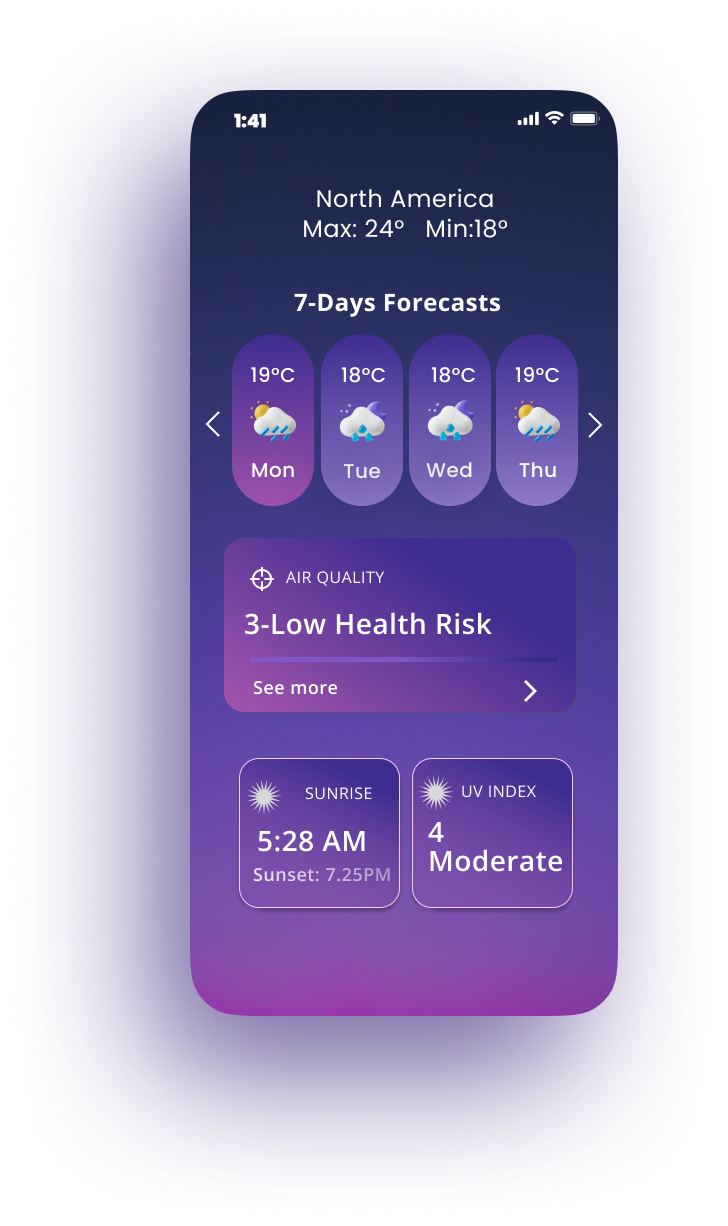 1:41
North America
Max: 24° Min:18°
7-Days Forecasts
19°C 18°C 18°C 19°C
Mon Tue Wed Thu
AIR QUALITY
3-Low Health Risk
See more
SUNRISE
5:28 AM
Sunset: 7.25PM
UV INDEX
4
Moderate